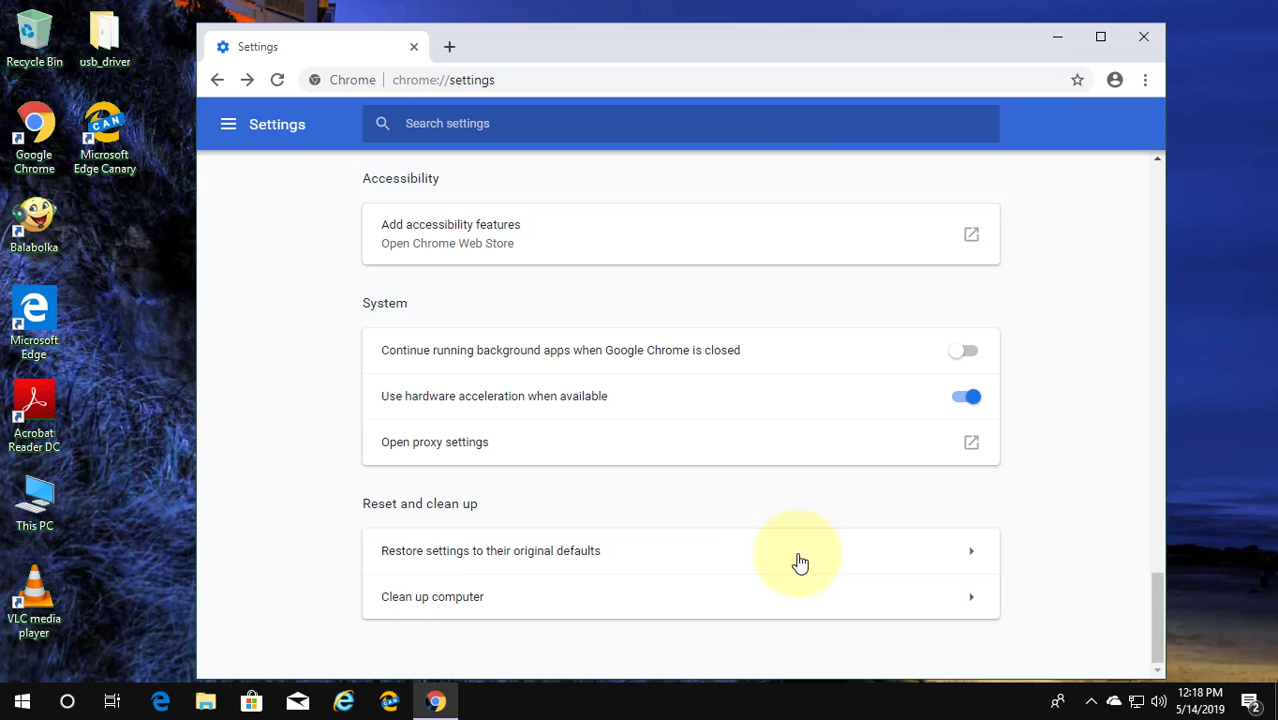 Recycle Bin
usb_driver
Google
Chrome
CAN
Microsoft
Edge Canary
Balabolka
Microsoft
Edge
Acrobat
Reader DC
This PC
VLC media
player
Settings
Chrome
chrome://settings
Settings
Search settings
Accessibility
Add accessibility features
Open Chrome Web Store
System
Continue running background apps when Google Chrome is closed
Use hardware acceleration when available
Open proxy settings
Reset and clean up
Restore settings to their original defaults
Clean up computer
CAN
12:18 PM
5/14/2019
2